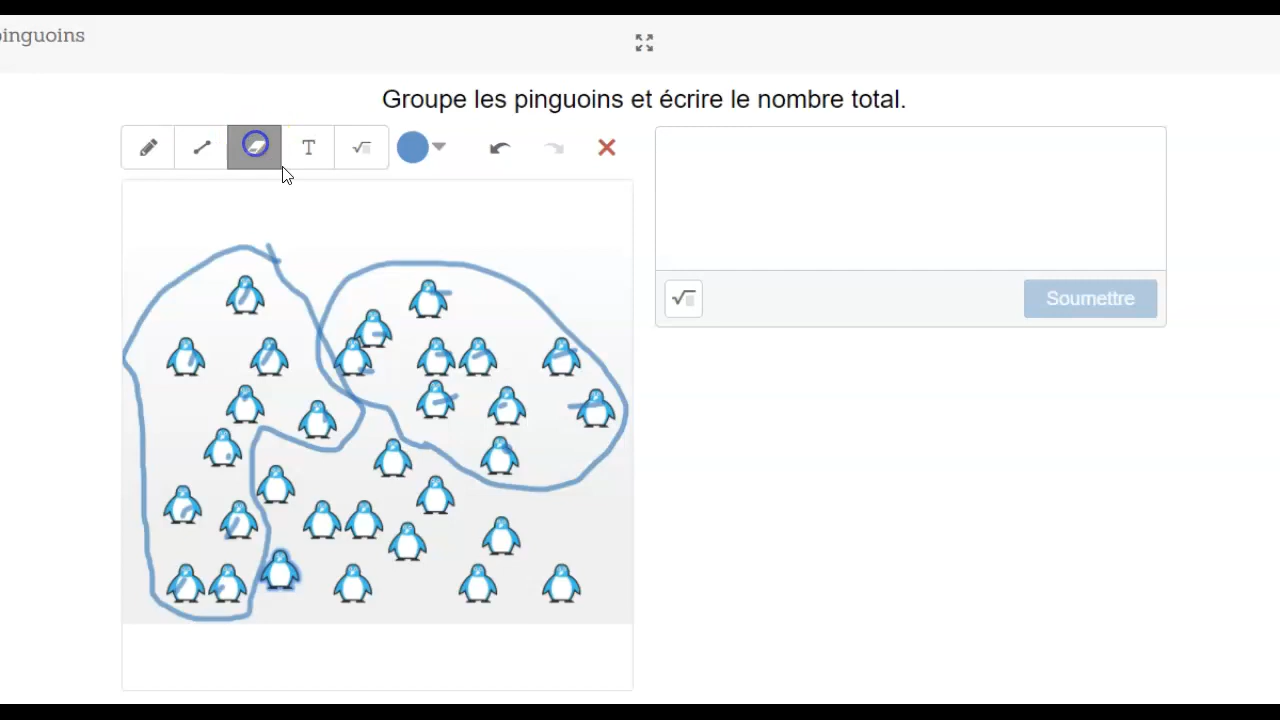 pinguoins
Groupe les pinguoins et écrire le nombre total.
T
Soumettre